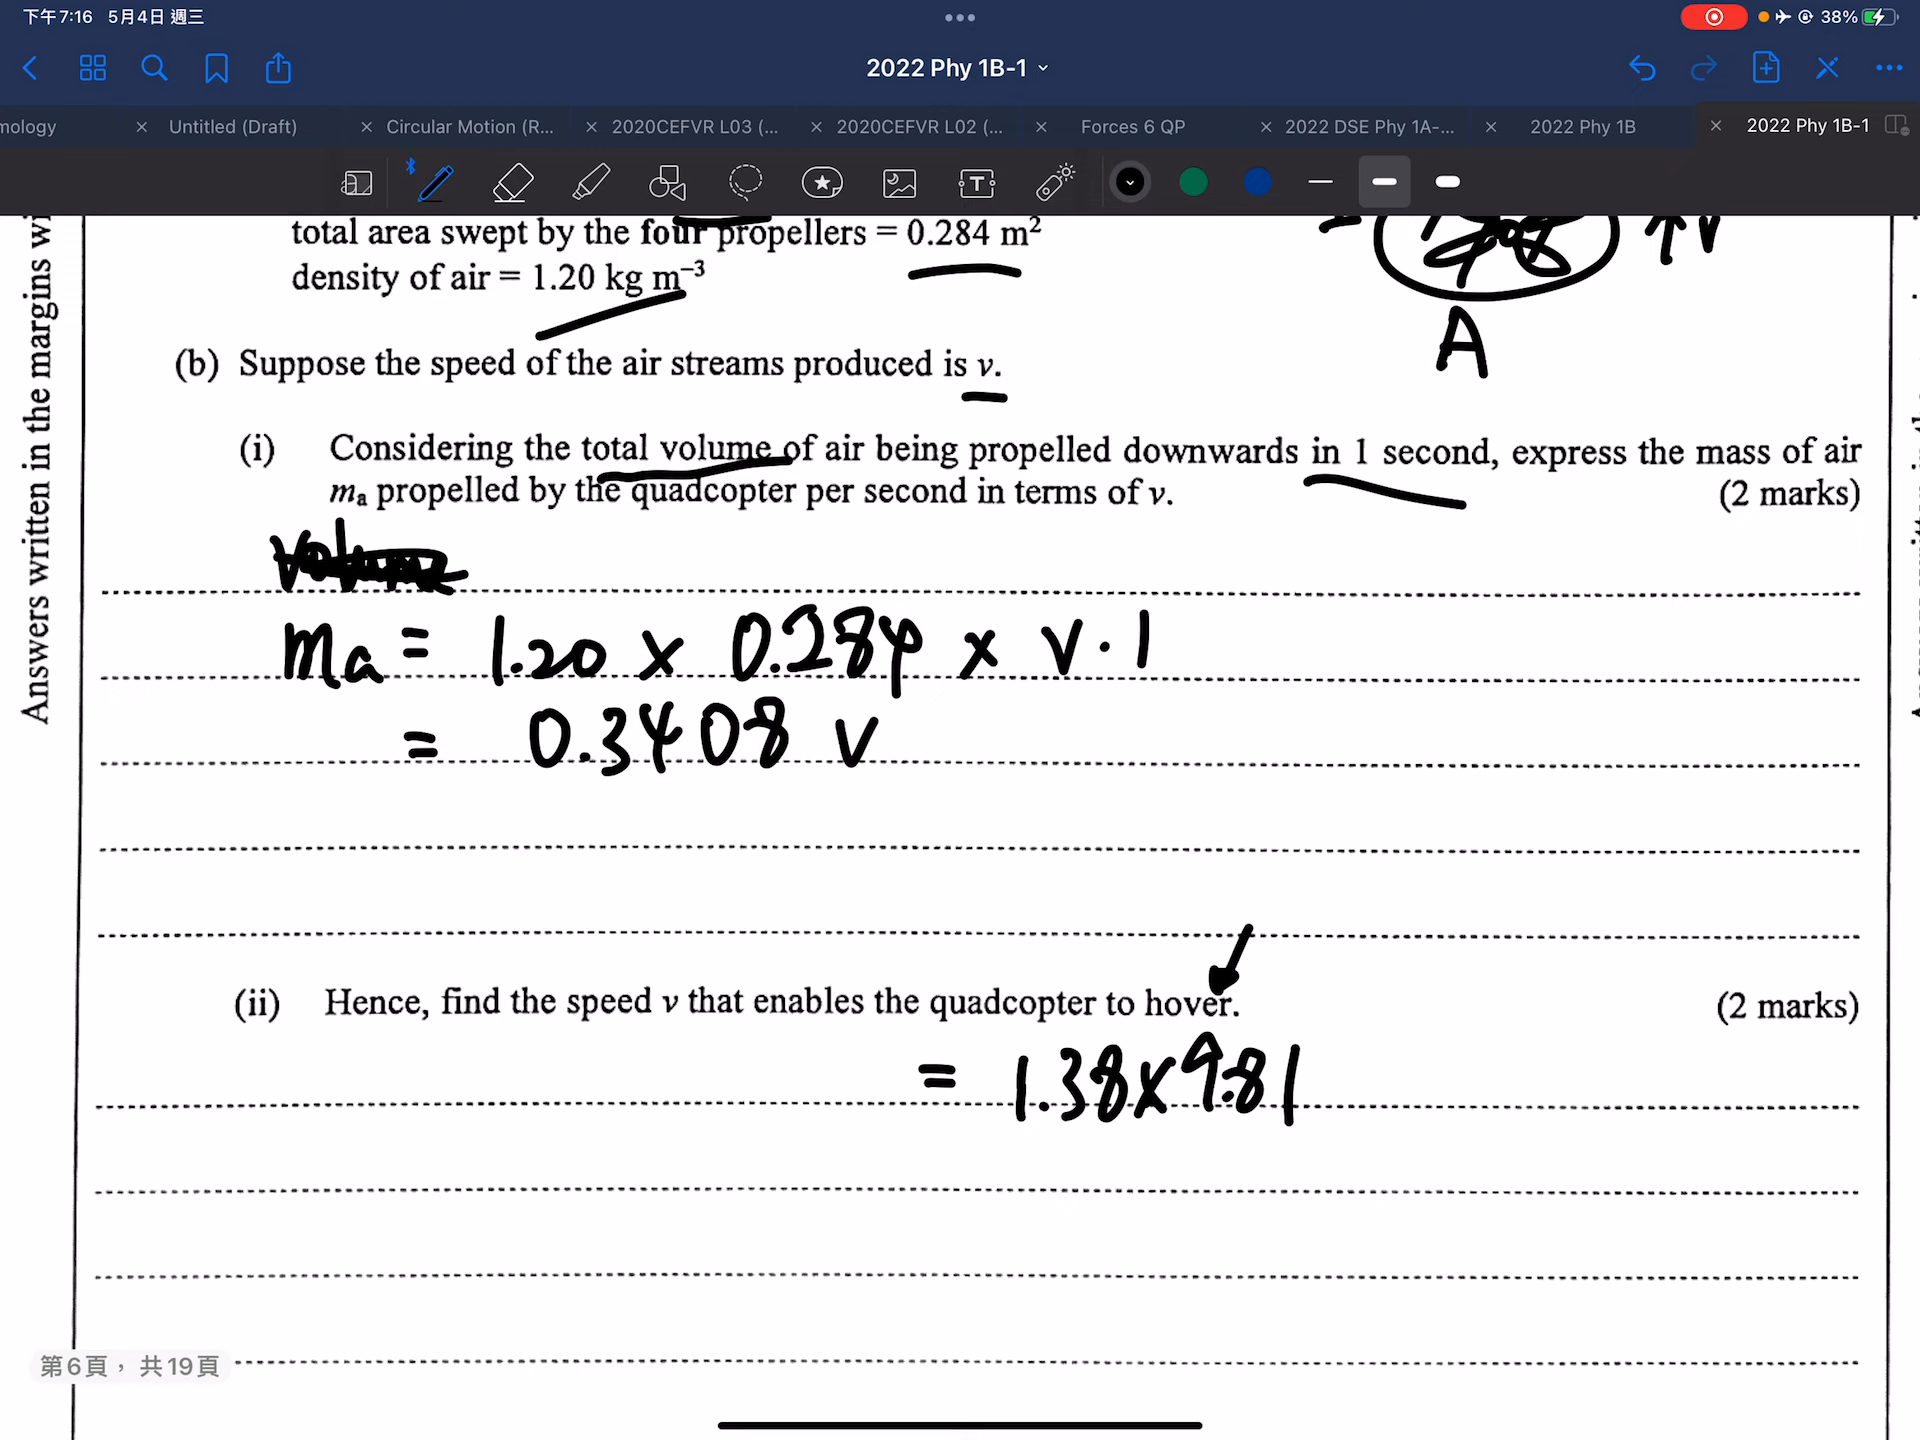 下午7:16 5月4日 週三
38%
2022 Phy 1B-1
mology
Untitled (Draft)
Circular Motion (R...
2020CEFVR L03 (...
2020CEFVR L02 (...
Forces 6 QP
2022 DSE Phy 1A-...
2022 Phy 1B
2022 Phy 1B-1
Answers written in the margins wi
total area swept by the four propellers = 0.284 m²
density of air = 1.20 kg m⁻³
v
A
(b) Suppose the speed of the air streams produced is v.
(i) Considering the total volume of air being propelled downwards in 1 second, express the mass of air
mₐ propelled by the quadcopter per second in terms of v. (2 marks)
volume
mₐ = 1.20 × 0.284 × v · 1
= 0.3408 v
(ii) Hence, find the speed v that enables the quadcopter to hover. (2 marks)
= 1.38×9.81
第6頁，共19頁